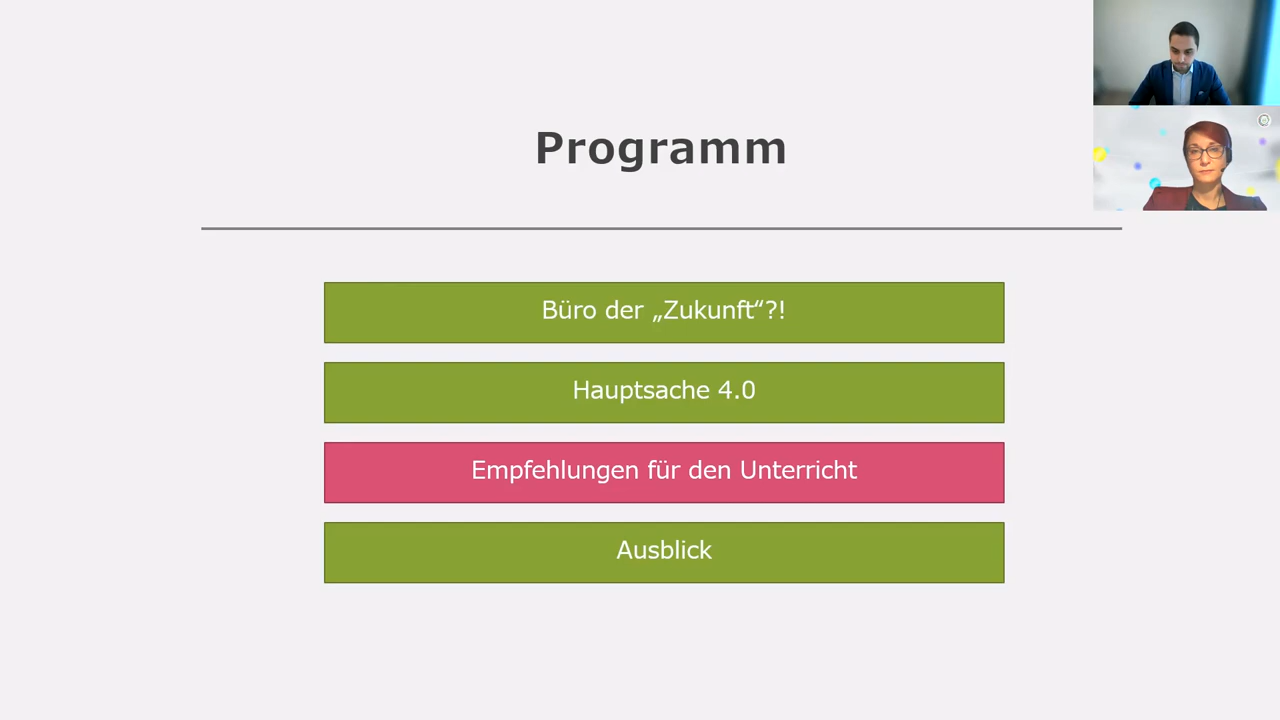 Programm
Büro der „Zukunft“?!
Hauptsache 4.0
Empfehlungen für den Unterricht
Ausblick